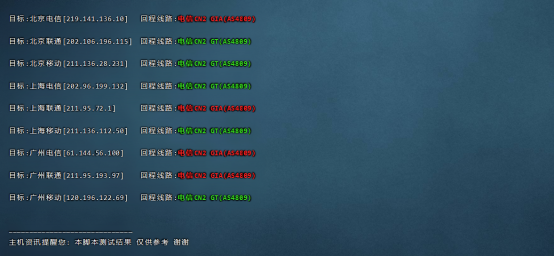 目标:北京电信[219.141.136.10] 回程线路:电信CN2 GIA(AS4809)
目标:北京联通[202.106.196.115] 回程线路:电信CN2 GT(AS4809)
目标:北京移动[211.136.28.231] 回程线路:电信CN2 GT(AS4809)
目标:上海电信[202.96.199.132] 回程线路:电信CN2 GT(AS4809)
目标:上海联通[211.95.72.1] 回程线路:电信CN2 GIA(AS4809)
目标:上海移动[211.136.112.50] 回程线路:电信CN2 GT(AS4809)
目标:广州电信[61.144.56.100] 回程线路:电信CN2 GIA(AS4809)
目标:广州联通[211.95.193.97] 回程线路:电信CN2 GIA(AS4809)
目标:广州移动[120.196.122.69] 回程线路:电信CN2 GT(AS4809)
------------------------------
主机资讯提醒您: 本脚本测试结果 仅供参考 谢谢